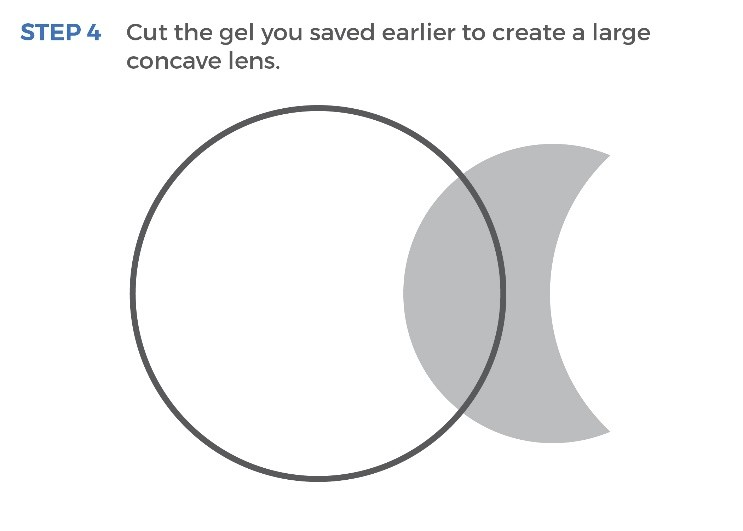 STEP 4 Cut the gel you saved earlier to create a large
concave lens.